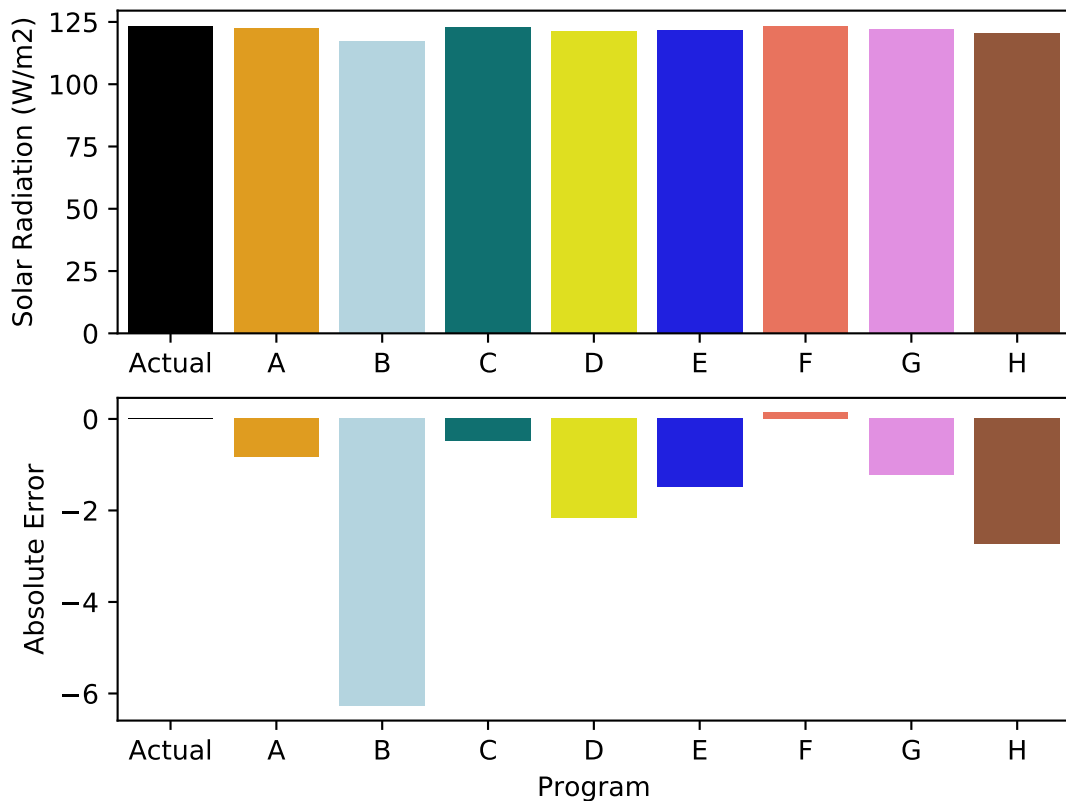 Solar Radiation (W/m2)
125
100
75
50
25
0
Actual A B C D E F G H
Absolute Error
0
−2
−4
−6
Actual A B C D E F G H
Program